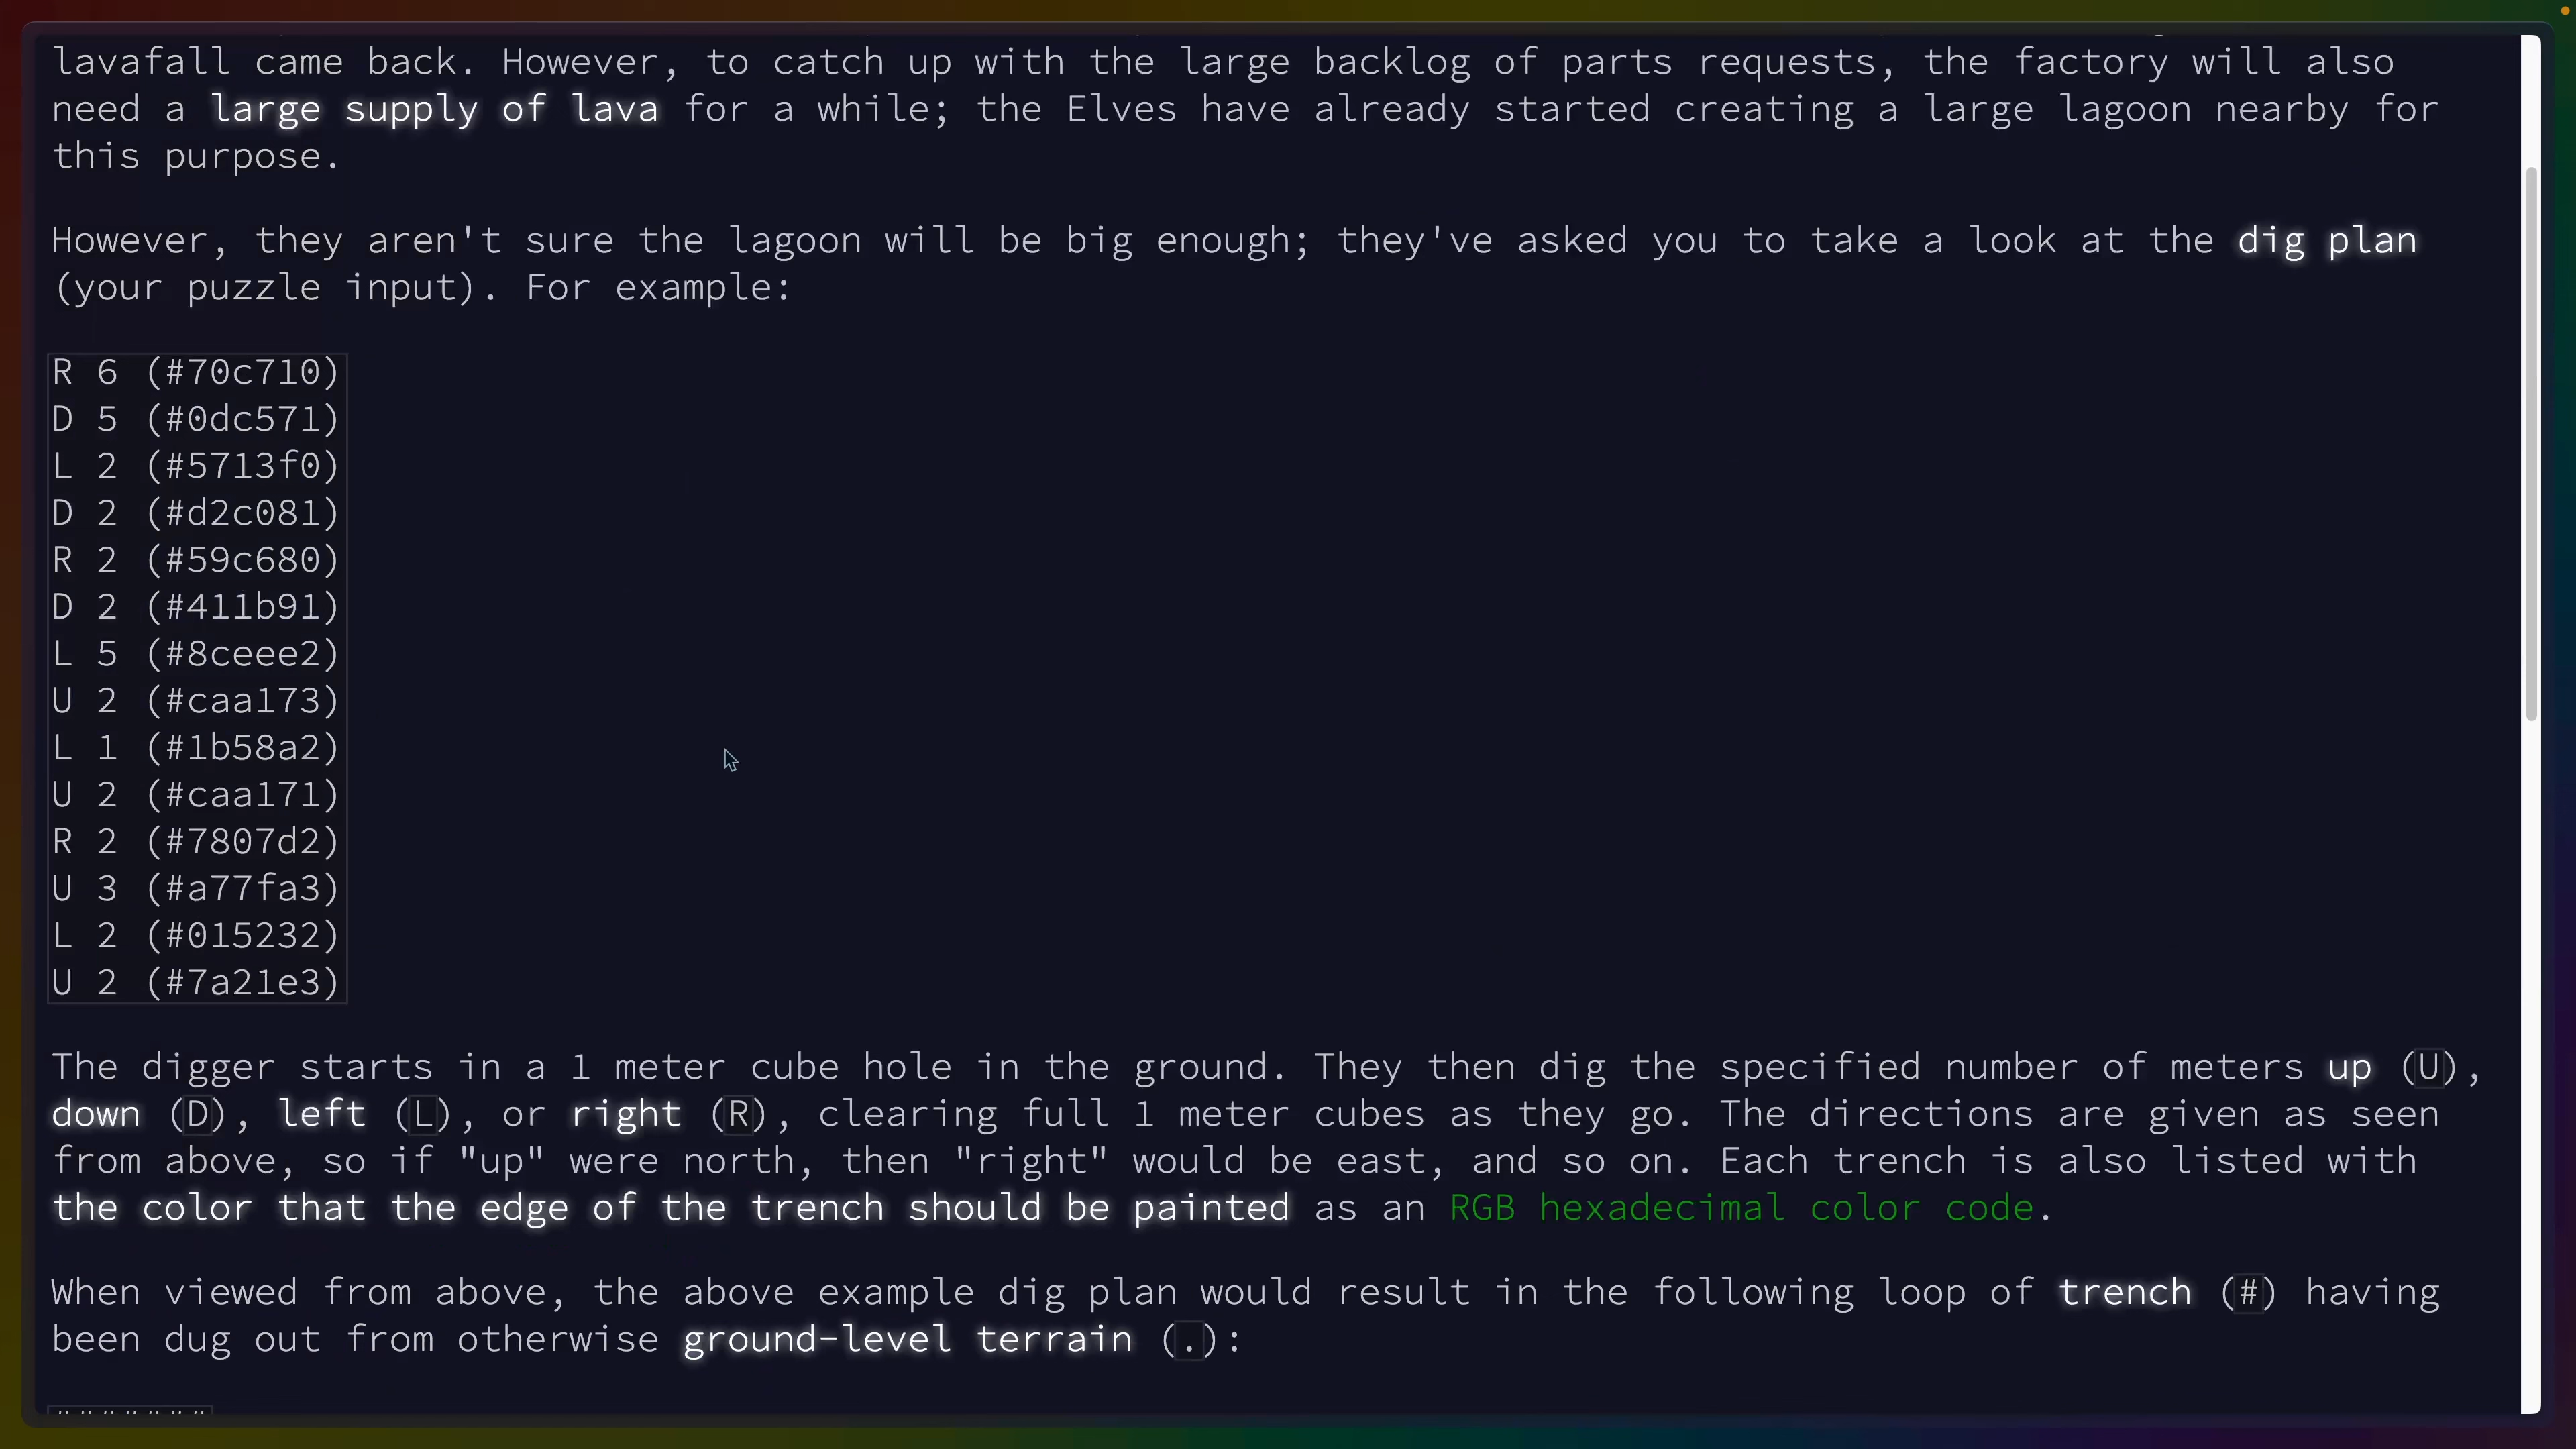 lavafall came back. However, to catch up with the large backlog of parts requests, the factory will also
need a large supply of lava for a while; the Elves have already started creating a large lagoon nearby for
this purpose.
However, they aren't sure the lagoon will be big enough; they've asked you to take a look at the dig plan
(your puzzle input). For example:
R 6 (#70c710)
D 5 (#0dc571)
L 2 (#5713f0)
D 2 (#d2c081)
R 2 (#59c680)
D 2 (#411b91)
L 5 (#8ceee2)
U 2 (#caa173)
L 1 (#1b58a2)
U 2 (#caa171)
R 2 (#7807d2)
U 3 (#a77fa3)
L 2 (#015232)
U 2 (#7a21e3)
The digger starts in a 1 meter cube hole in the ground. They then dig the specified number of meters up (U),
down (D), left (L), or right (R), clearing full 1 meter cubes as they go. The directions are given as seen
from above, so if "up" were north, then "right" would be east, and so on. Each trench is also listed with
the color that the edge of the trench should be painted as an RGB hexadecimal color code.
When viewed from above, the above example dig plan would result in the following loop of trench (#) having
been dug out from otherwise ground-level terrain (.):